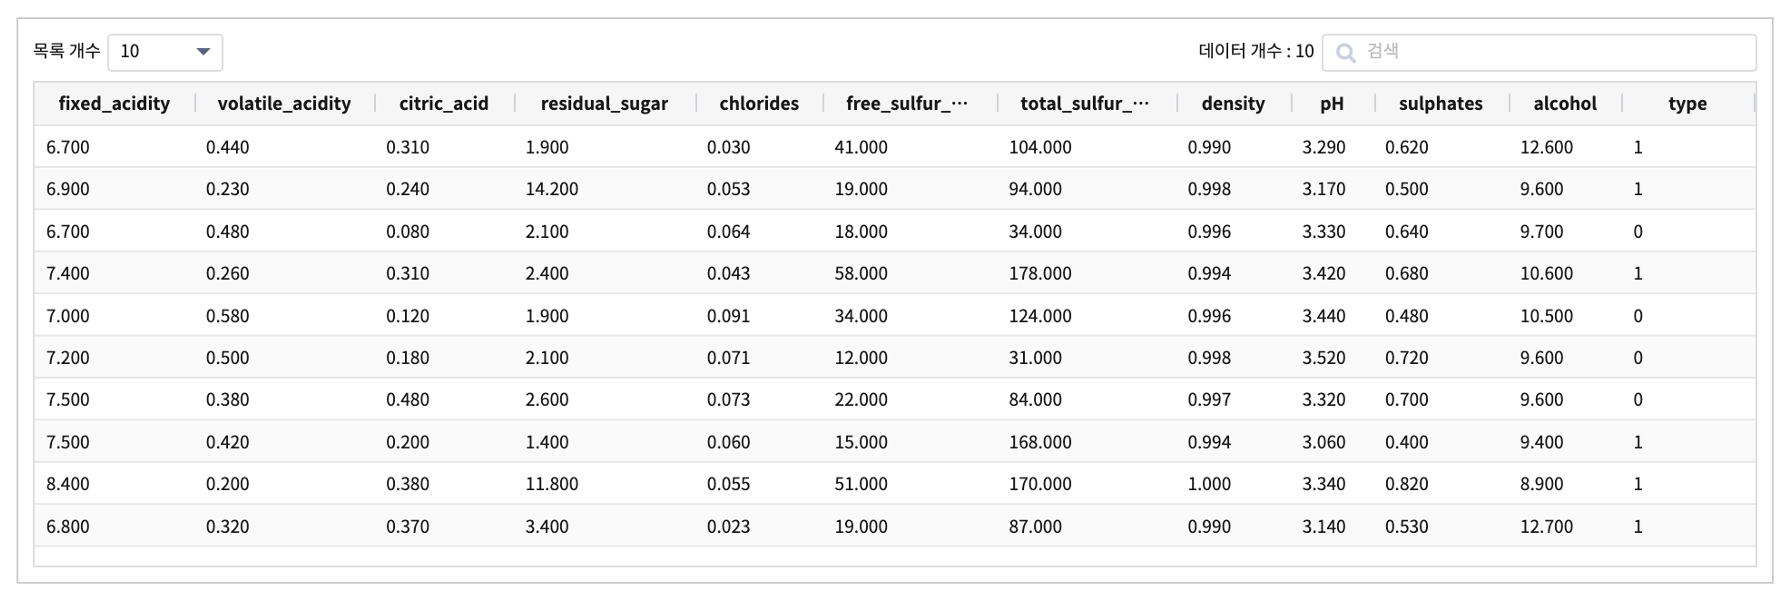 목록 개수 10 데이터 개수 : 10 검색
fixed_acidity volatile_acidity citric_acid residual_sugar chlorides free_sulfur_… total_sulfur_… density pH sulphates alcohol type
6.700 0.440 0.310 1.900 0.030 41.000 104.000 0.990 3.290 0.620 12.600 1
6.900 0.230 0.240 14.200 0.053 19.000 94.000 0.998 3.170 0.500 9.600 1
6.700 0.480 0.080 2.100 0.064 18.000 34.000 0.996 3.330 0.640 9.700 0
7.400 0.260 0.310 2.400 0.043 58.000 178.000 0.994 3.420 0.680 10.600 1
7.000 0.580 0.120 1.900 0.091 34.000 124.000 0.996 3.440 0.480 10.500 0
7.200 0.500 0.180 2.100 0.071 12.000 31.000 0.998 3.520 0.720 9.600 0
7.500 0.380 0.480 2.600 0.073 22.000 84.000 0.997 3.320 0.700 9.600 0
7.500 0.420 0.200 1.400 0.060 15.000 168.000 0.994 3.060 0.400 9.400 1
8.400 0.200 0.380 11.800 0.055 51.000 170.000 1.000 3.340 0.820 8.900 1
6.800 0.320 0.370 3.400 0.023 19.000 87.000 0.990 3.140 0.530 12.700 1